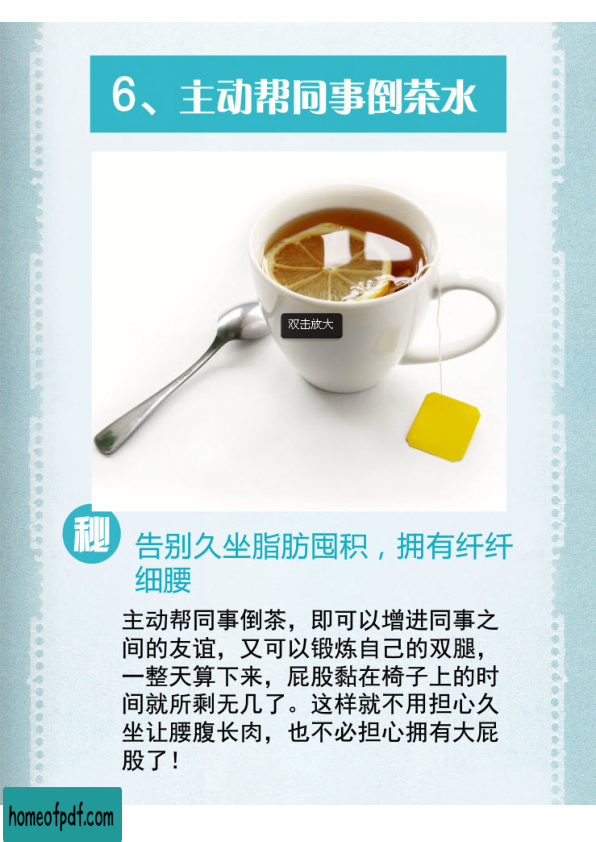 6、主动帮同事倒茶水
双击放大
秘
告别久坐脂肪囤积，拥有纤纤
细腰
主动帮同事倒茶，即可以增进同事之
间的友谊，又可以锻炼自己的双腿，
一整天算下来，屁股黏在椅子上的时
间就所剩无几了。这样就不用担心久
坐让腰腹长肉，也不必担心拥有大屁
股了！
homeofpdf.com